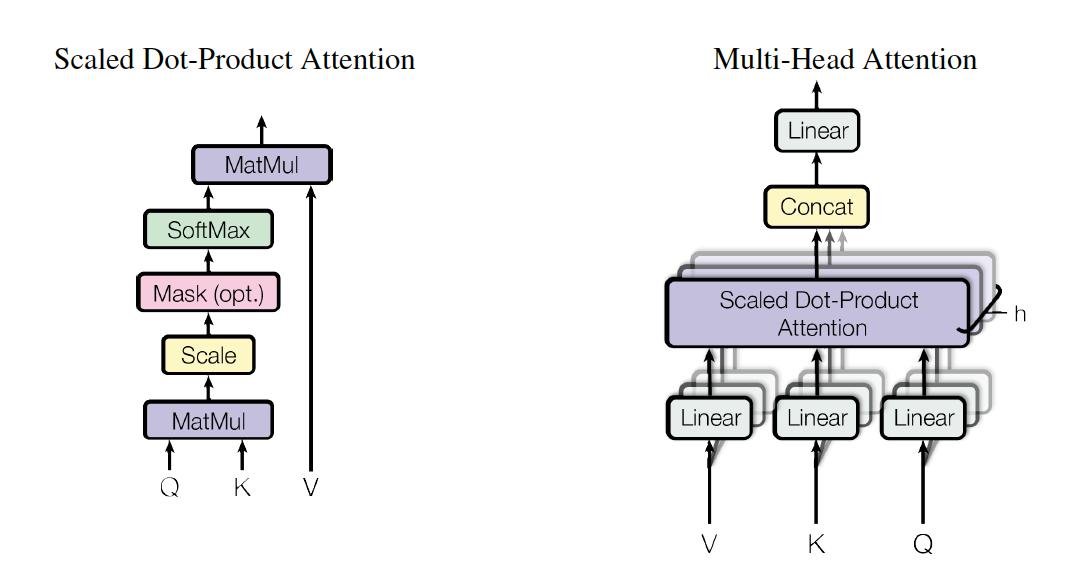 Scaled Dot-Product Attention
MatMul
SoftMax
Mask (opt.)
Scale
MatMul
Q K V
Multi-Head Attention
Linear
Concat
Scaled Dot-Product
Attention
h
Linear Linear Linear
V K Q